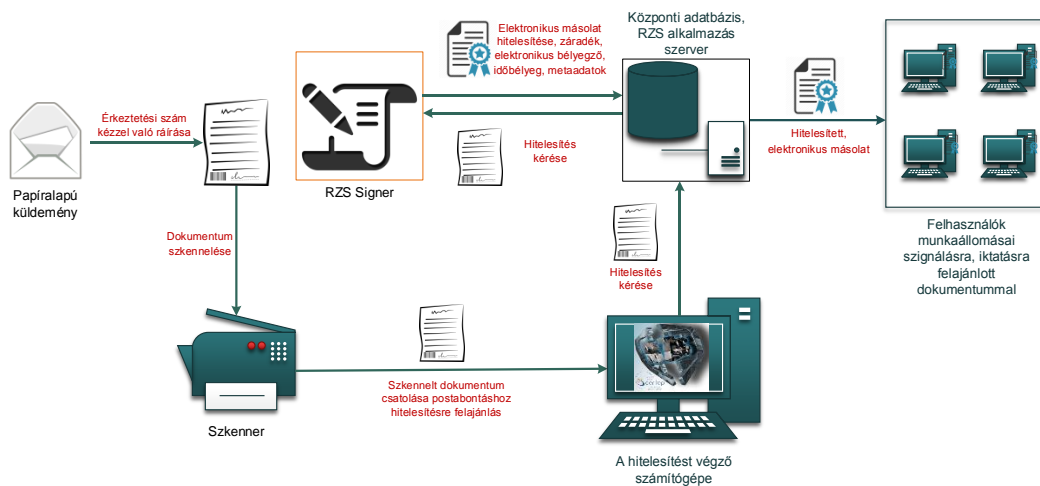 Elektronikus másolat
hitelesítése, záradék,
elektronikus bélyegző,
időbélyeg, metaadatok
Központi adatbázis,
RZS alkalmazás
szerver
Érkeztetési szám
kézzel való ráírása
Hitelesítés
kérése
Hitelesített,
elektronikus másolat
Papíralapú
küldemény
RZS Signer
Felhasználók
munkaállomásai
szignálásra, iktatásra
felajánlott
dokumentummal
Dokumentum
szkennelése
Hitelesítés
kérése
Szkennelt dokumentum
csatolása postabontáshoz
hitelesítésre felajánlás
Szkenner
A hitelesítést végző
számítógépe